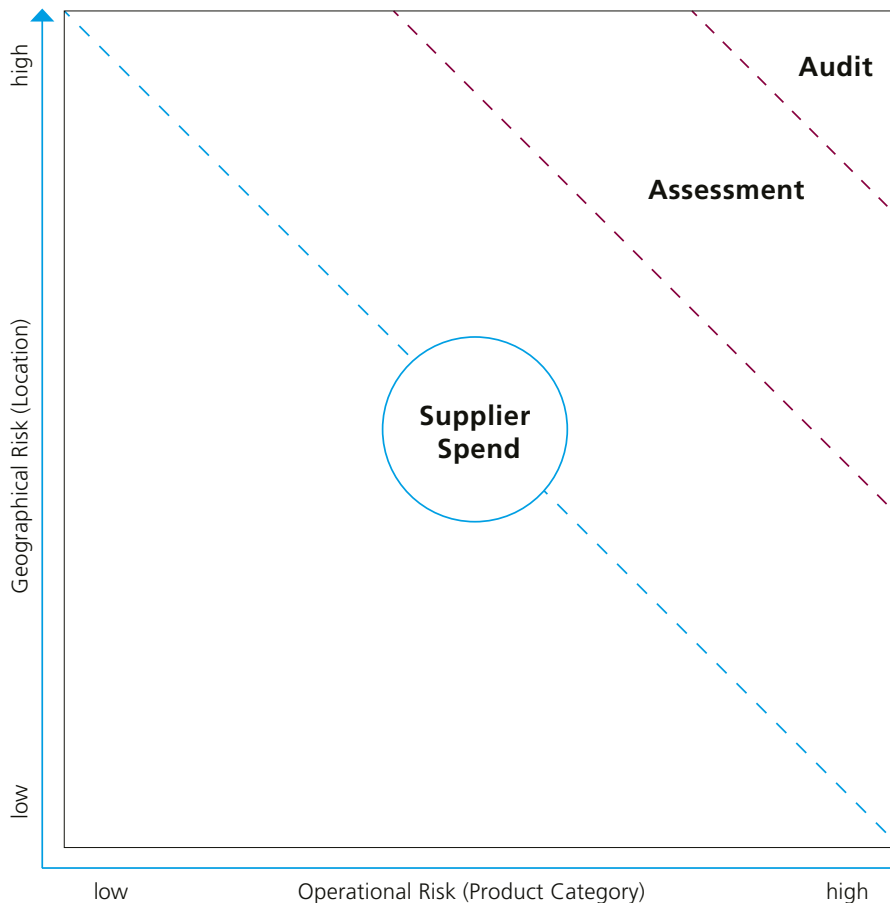 high
Audit
Assessment
Geographical Risk (Location)
Supplier
Spend
low
low
Operational Risk (Product Category)
high